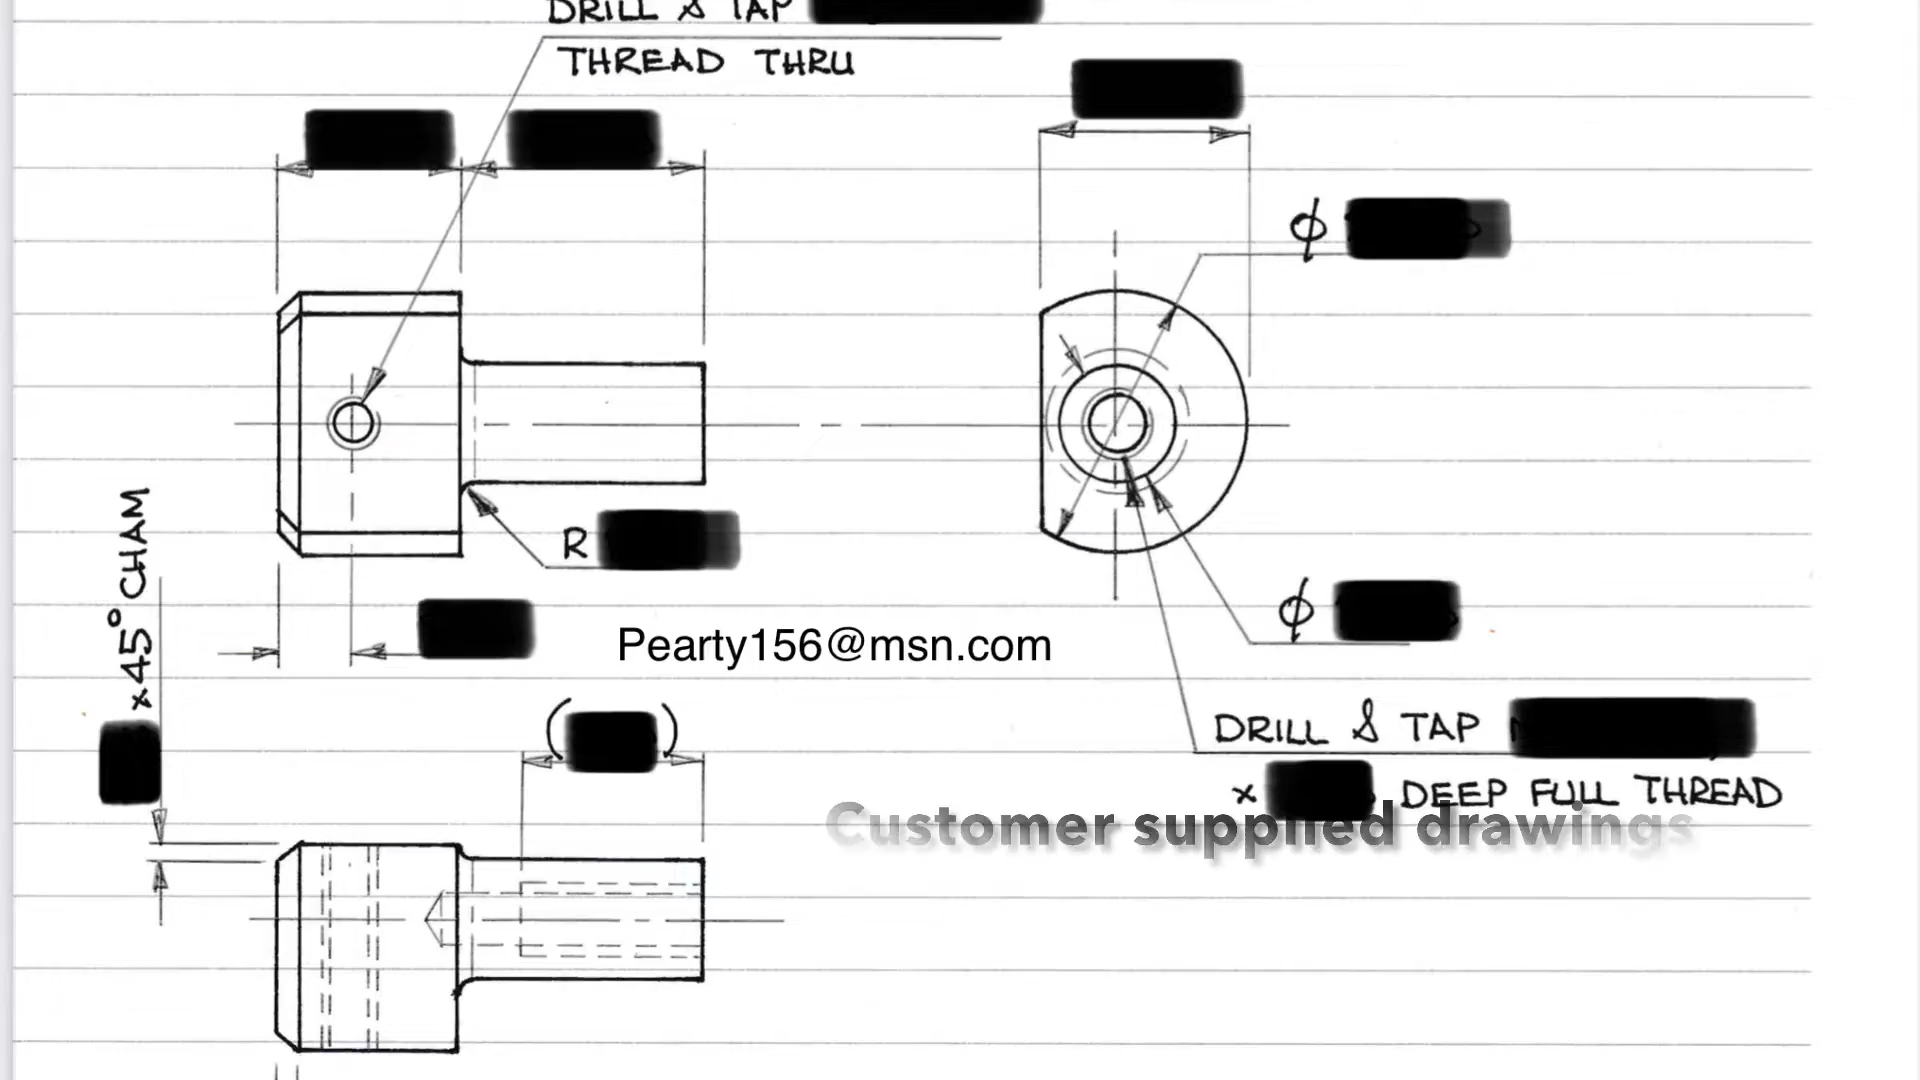 DRILL & TAP
THREAD THRU
φ
R
x45° CHAM
φ
Pearty156@msn.com
( )
DRILL & TAP
x DEEP FULL THREAD
Customer supplied drawings